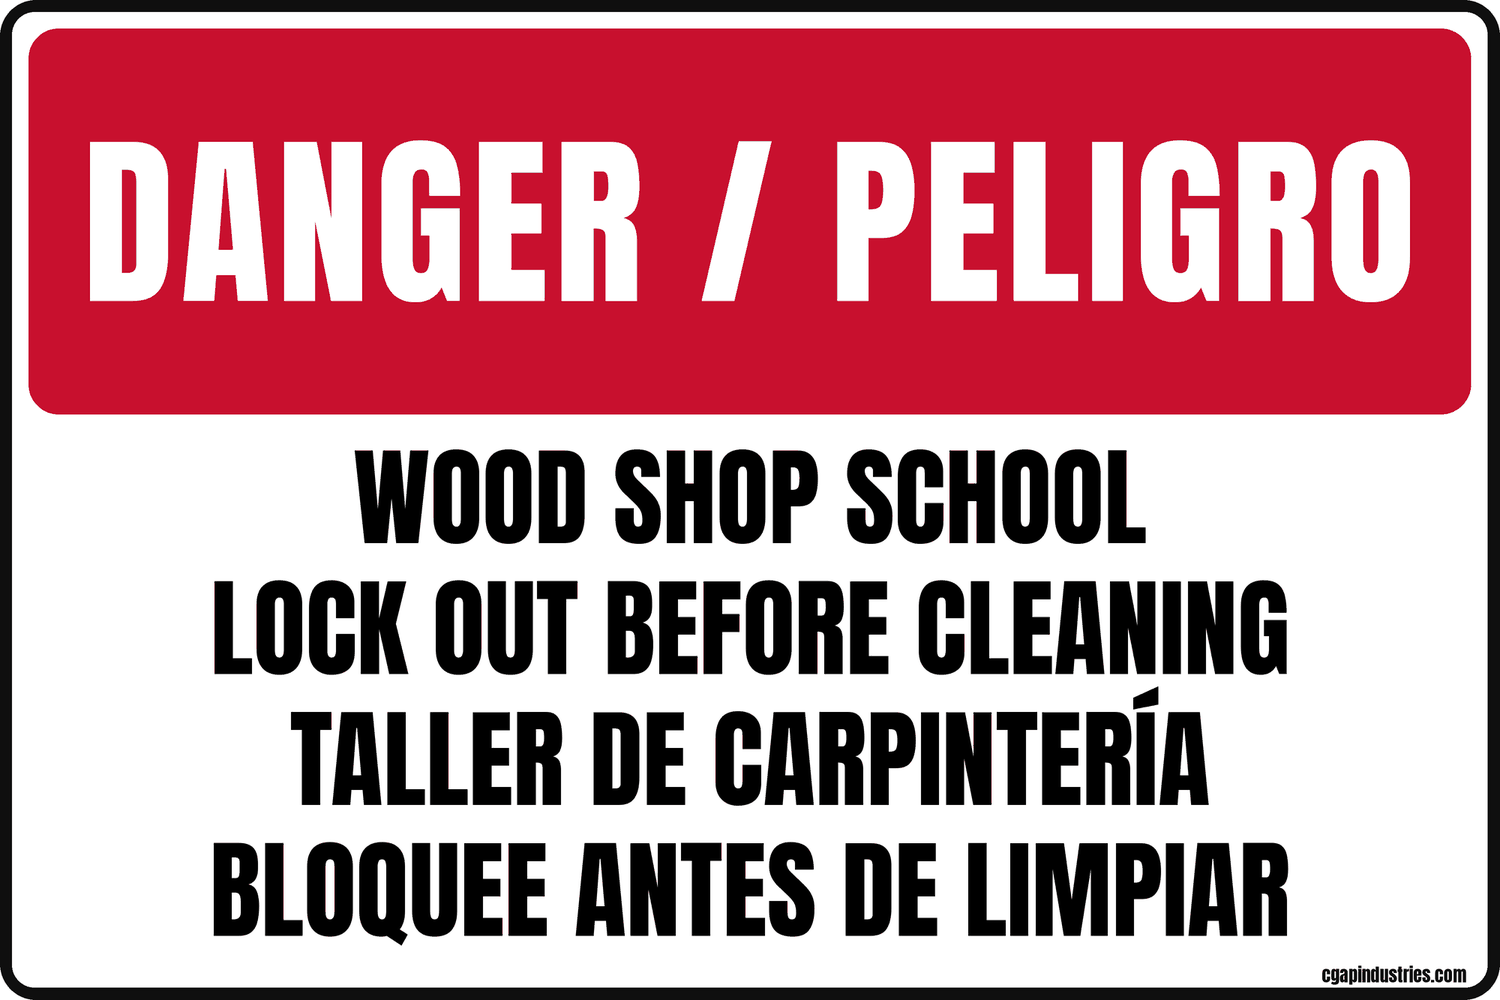 DANGER / PELIGRO
WOOD SHOP SCHOOL
LOCK OUT BEFORE CLEANING
TALLER DE CARPINTERÍA
BLOQUEE ANTES DE LIMPIAR
cgapindustries.com